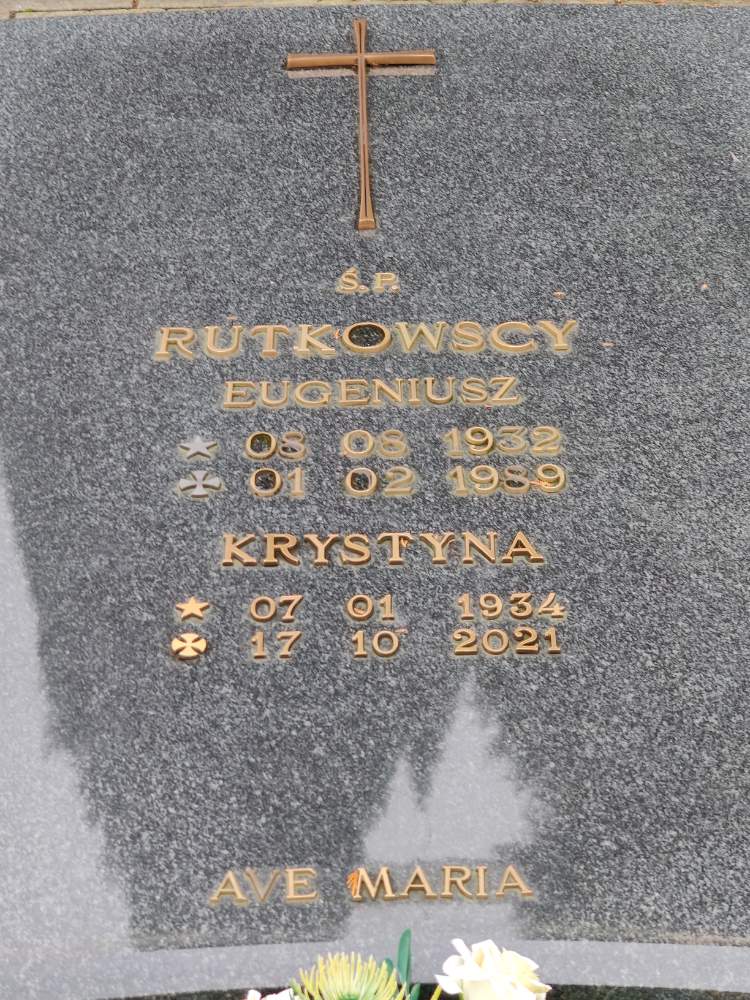 Ś.P.
RUTKOWSCY
EUGENIUSZ
08 08 1932
01 02 1989
KRYSTYNA
07 01 1934
17 10 2021
AVE MARIA